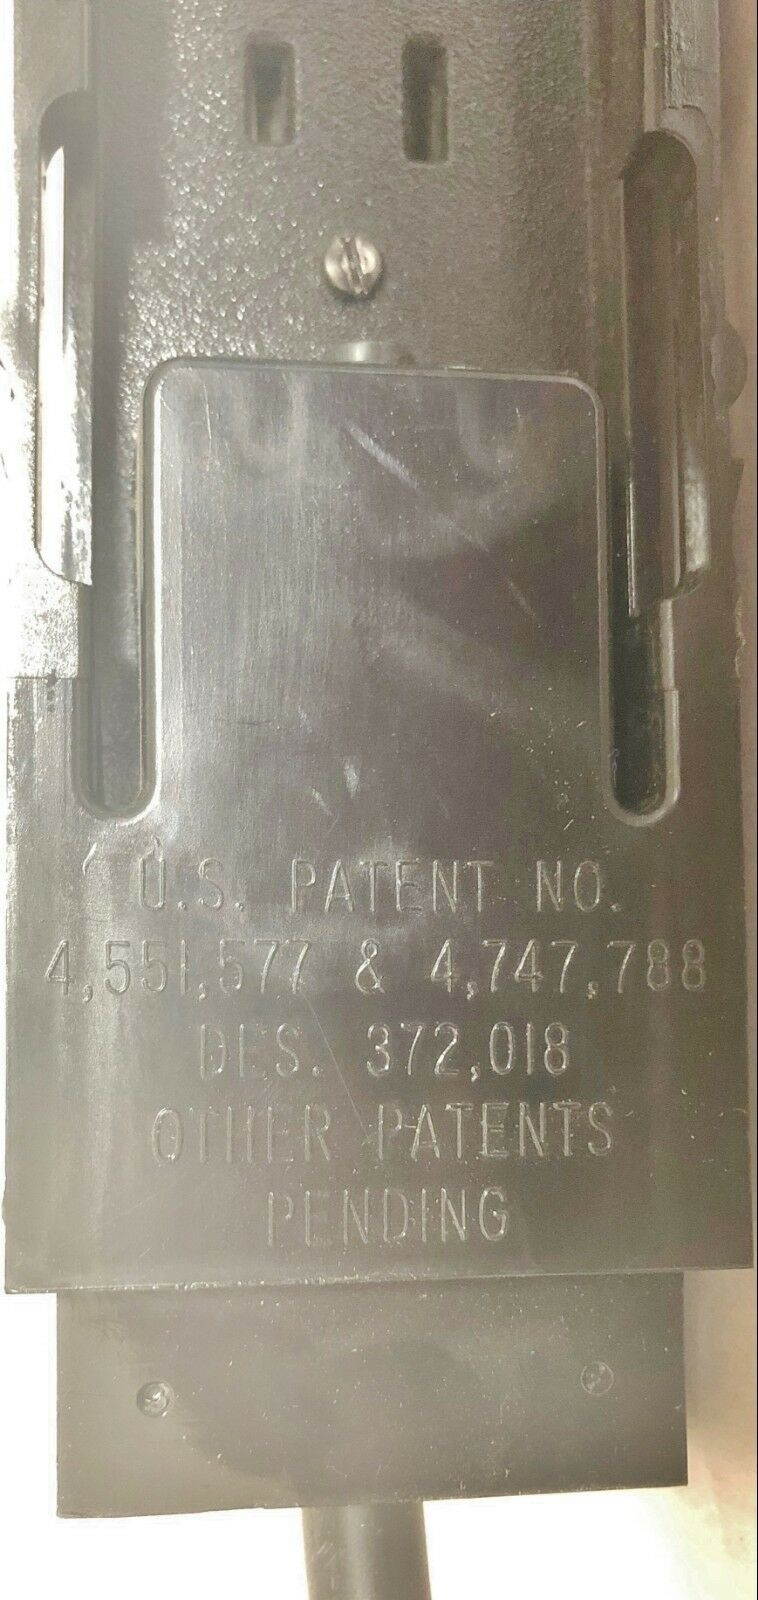 U.S. PATENT NO.
4,551,577 & 4,747,788
DES. 372,018
OTHER PATENTS
PENDING